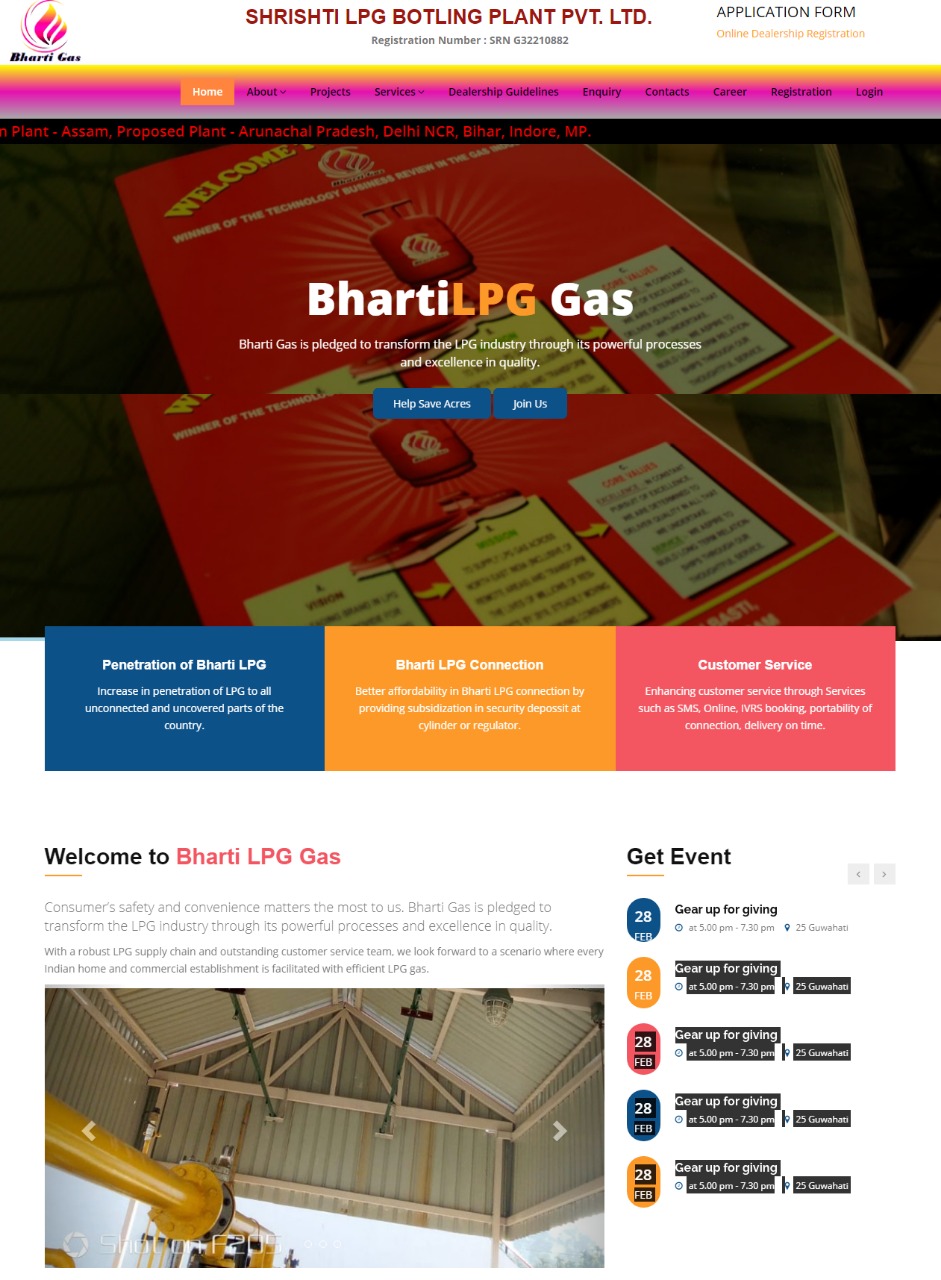 Bharti Gas
SHRISHTI LPG BOTLING PLANT PVT. LTD.
Registration Number : SRN G32210882
APPLICATION FORM
Online Dealership Registration
Home About Projects Services Dealership Guidelines Enquiry Contacts Career Registration Login
n Plant - Assam, Proposed Plant - Arunachal Pradesh, Delhi NCR, Bihar, Indore, MP.
WELCOME
WINNER OF THE TECHNOLOGY BUSINESS REVIEW IN THE GAS
CORE VALUES
BhartiLPG Gas
Bharti Gas is pledged to transform the LPG industry through its powerful processes
and excellence in quality.
Help Save Acres Join Us
WINNER OF THE TECHNOLOGY
CORE VALUES
MISSION
VISION
Penetration of Bharti LPG
Increase in penetration of LPG to all
unconnected and uncovered parts of the
country.
Bharti LPG Connection
Better affordability in Bharti LPG connection by
providing subsidization in security depossit at
cylinder or regulator.
Customer Service
Enhancing customer service through Services
such as SMS, Online, IVRS booking, portability of
connection, delivery on time.
Welcome to Bharti LPG Gas
Consumer's safety and convenience matters the most to us. Bharti Gas is pledged to
transform the LPG industry through its powerful processes and excellence in quality.
With a robust LPG supply chain and outstanding customer service team, we look forward to a scenario where every
Indian home and commercial establishment is facilitated with efficient LPG gas.
Shot on F205
Get Event
28
FEB
Gear up for giving
at 5.00 pm - 7.30 pm 25 Guwahati
28
FEB
Gear up for giving
at 5.00 pm - 7.30 pm 25 Guwahati
28
FEB
Gear up for giving
at 5.00 pm - 7.30 pm 25 Guwahati
28
FEB
Gear up for giving
at 5.00 pm - 7.30 pm 25 Guwahati
28
FEB
Gear up for giving
at 5.00 pm - 7.30 pm 25 Guwahati